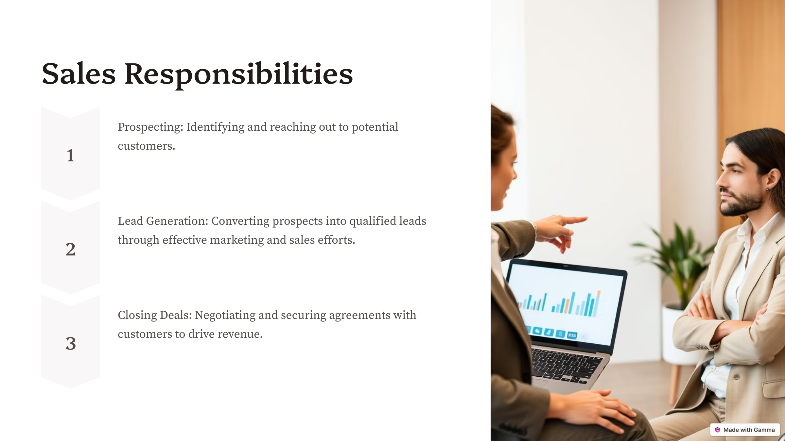 Sales Responsibilities
1
Prospecting: Identifying and reaching out to potential
customers.
2
Lead Generation: Converting prospects into qualified leads
through effective marketing and sales efforts.
3
Closing Deals: Negotiating and securing agreements with
customers to drive revenue.
Made with Gamma